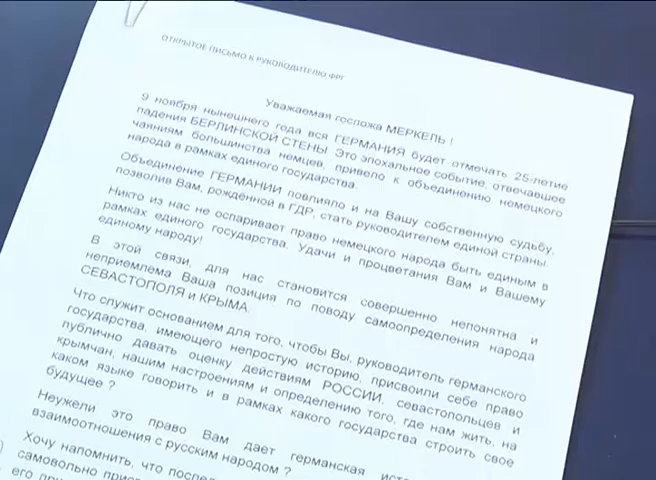 ОТКРЫТОЕ ПИСЬМО К РУКОВОДИТЕЛЮ ФРГ
Уважаемая госпожа МЕРКЕЛЬ !
9 ноября нынешнего года вся ГЕРМАНИЯ будет отмечать 25-летие
падения БЕРЛИНСКОЙ СТЕНЫ. Это эпохальное событие, отвечавшее
чаяниям большинства немцев, привело к объединению немецкого
народа в рамках единого государства.
Объединение ГЕРМАНИИ повлияло и на Вашу собственную судьбу,
позволив Вам, рождённой в ГДР, стать руководителем единой страны.
Никто из нас не оспаривает право немецкого народа быть единым в
рамках единого государства. Удачи и процветания Вам и Вашему
единому народу!
В этой связи, для нас становится совершенно непонятна и
неприемлема Ваша позиция по поводу самоопределения народа
СЕВАСТОПОЛЯ и КРЫМА.
Что служит основанием для того, чтобы Вы, руководитель германского
государства, имеющего непростую историю, присвоили себе право
публично давать оценку действиям РОССИИ, севастопольцев и
крымчан, нашим настроениям и определению того, где нам жить, на
каком языке говорить и в рамках какого государства строить свое
будущее ?
Неужели это право Вам дает германская
взаимоотношения с русским народом ?
Хочу напомнить, что
самовольно
его